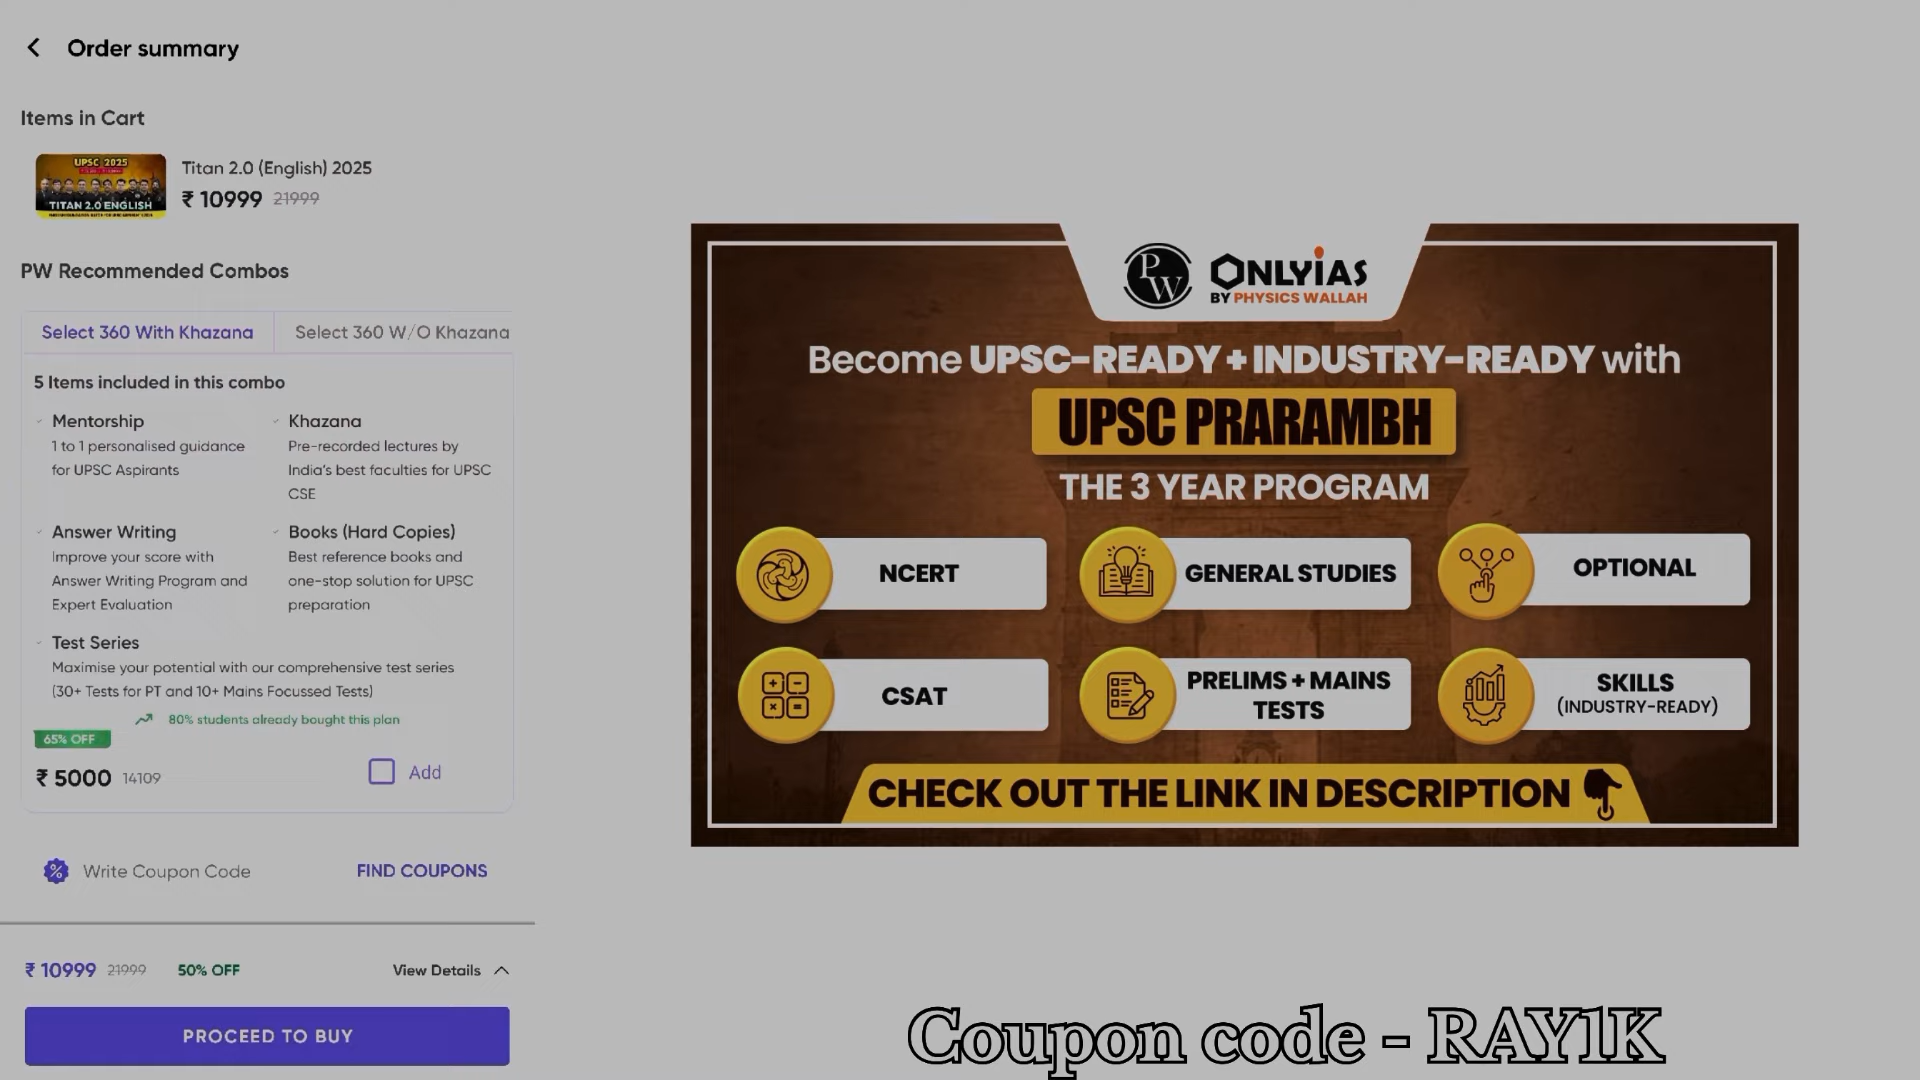 Order summary
Items in Cart
UPSC 2025
TITAN 2.0 ENGLISH
Titan 2.0 (English) 2025
₹ 10999 21999
PW Recommended Combos
Select 360 With Khazana
Select 360 W/O Khazana
5 Items included in this combo
Mentorship
1 to 1 personalised guidance
for UPSC Aspirants
Khazana
Pre-recorded lectures by
India's best faculties for UPSC
CSE
Answer Writing
Improve your score with
Answer Writing Program and
Expert Evaluation
Books (Hard Copies)
Best reference books and
one-stop solution for UPSC
preparation
Test Series
Maximise your potential with our comprehensive test series
(30+ Tests for PT and 10+ Mains Focussed Tests)
80% students already bought this plan
65% OFF
₹ 5000 14109
Add
Write Coupon Code
FIND COUPONS
₹ 10999 21999 50% OFF
View Details
PROCEED TO BUY
PW
ONLYIAS
BY PHYSICS WALLAH
Become UPSC-READY + INDUSTRY-READY with
UPSC PRARAMBH
THE 3 YEAR PROGRAM
NCERT
GENERAL STUDIES
OPTIONAL
CSAT
PRELIMS + MAINS
TESTS
SKILLS
(INDUSTRY-READY)
CHECK OUT THE LINK IN DESCRIPTION
Coupon code - RAY1K